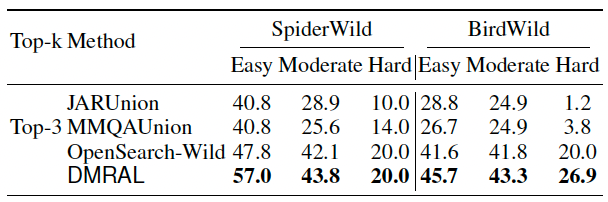 Top-k Method SpiderWild BirdWild
Easy Moderate Hard Easy Moderate Hard
JARUnion 40.8 28.9 10.0 28.8 24.9 1.2
Top-3 MMQAUnion 40.8 25.6 14.0 26.7 24.9 3.8
OpenSearch-Wild 47.8 42.1 20.0 41.6 41.8 20.0
DMRAL 57.0 43.8 20.0 45.7 43.3 26.9